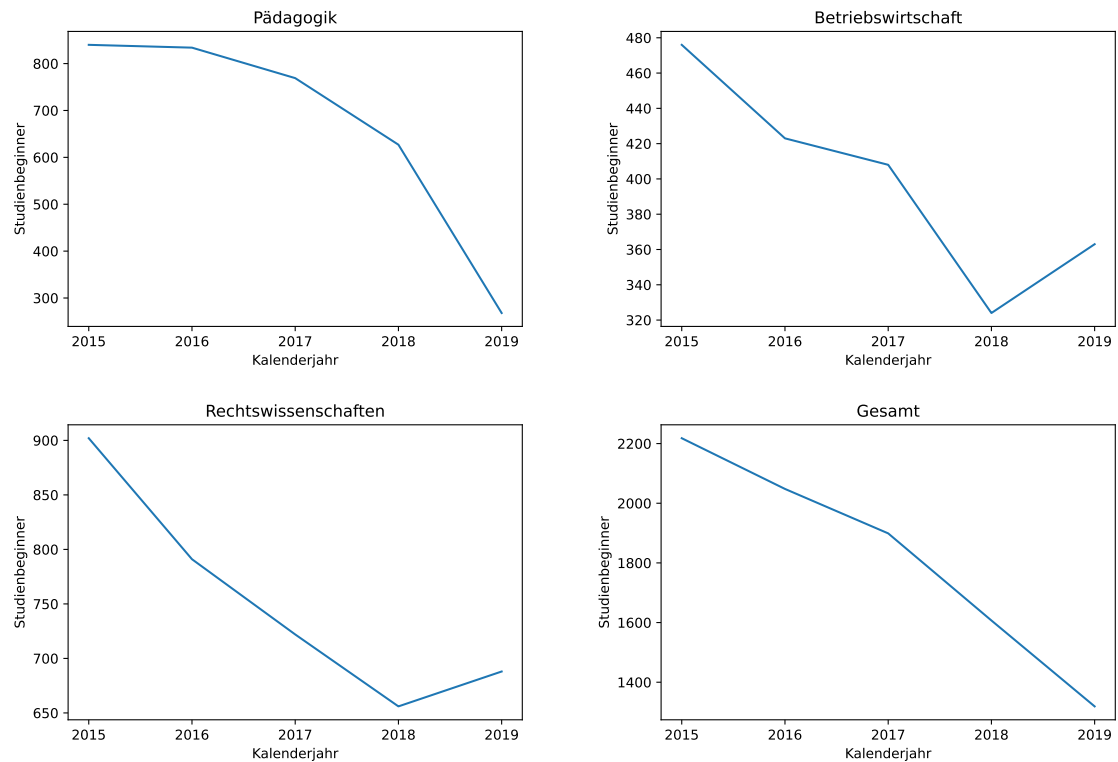 Pädagogik
Studienbeginner
800
700
600
500
400
300
2015 2016 2017 2018 2019
Kalenderjahr
Betriebswirtschaft
Studienbeginner
480
460
440
420
400
380
360
340
320
2015 2016 2017 2018 2019
Kalenderjahr
Rechtswissenschaften
Studienbeginner
900
850
800
750
700
650
2015 2016 2017 2018 2019
Kalenderjahr
Gesamt
Studienbeginner
2200
2000
1800
1600
1400
2015 2016 2017 2018 2019
Kalenderjahr